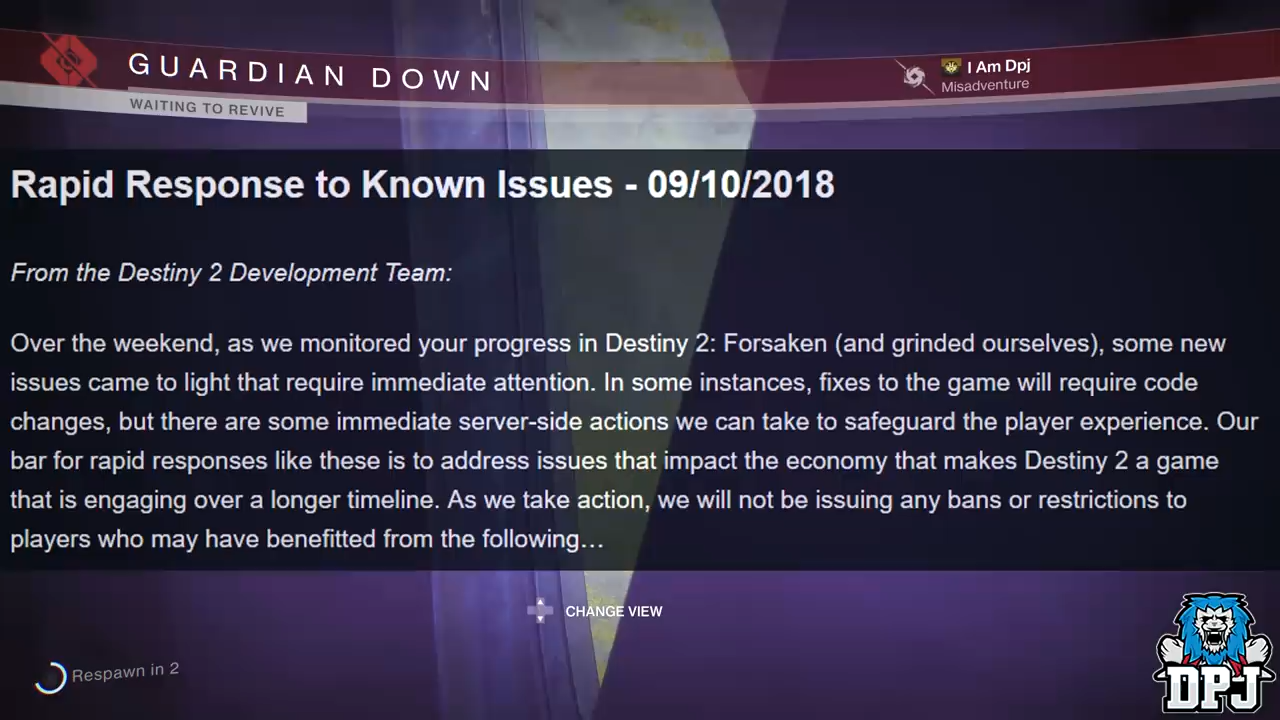 GUARDIAN DOWN
WAITING TO REVIVE
I Am Dpj
Misadventure
Rapid Response to Known Issues - 09/10/2018
From the Destiny 2 Development Team:
Over the weekend, as we monitored your progress in Destiny 2: Forsaken (and grinded ourselves), some new
issues came to light that require immediate attention. In some instances, fixes to the game will require code
changes, but there are some immediate server-side actions we can take to safeguard the player experience. Our
bar for rapid responses like these is to address issues that impact the economy that makes Destiny 2 a game
that is engaging over a longer timeline. As we take action, we will not be issuing any bans or restrictions to
players who may have benefitted from the following…
CHANGE VIEW
Respawn in 2
DPJ